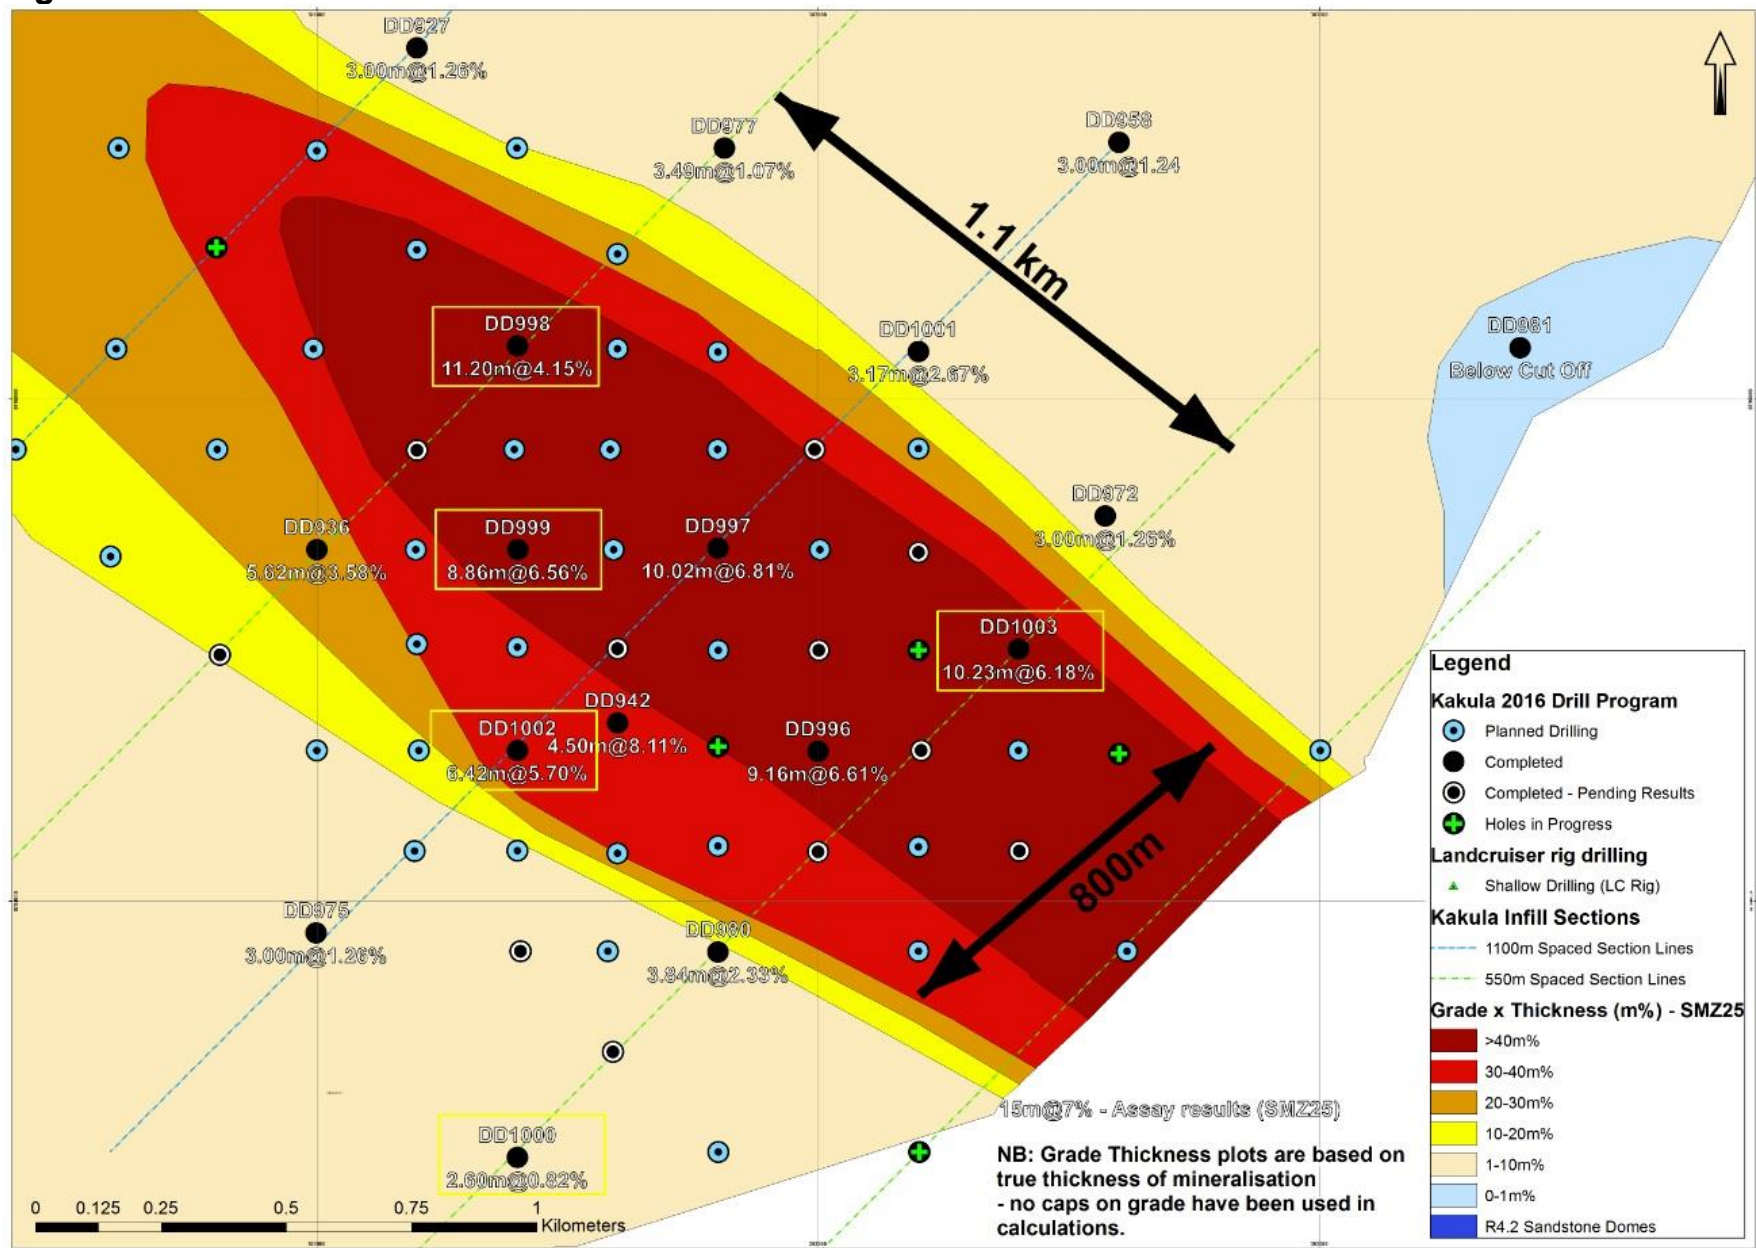 DD927
3.00m@1.26%
DD977
3.49m@1.07%
DD958
3.00m@1.24
1.1 km
DD998
11.20m@4.15%
DD1001
3.17m@2.67%
DD981
Below Cut Off
DD972
3.00m@1.26%
DD936
5.62m@3.58%
DD999
8.86m@6.56%
DD997
10.02m@6.81%
DD1003
10.23m@6.18%
DD942
4.50m@8.11%
DD1002
6.42m@5.70%
DD996
9.16m@6.61%
800m
DD975
3.00m@1.26%
DD980
3.84m@2.33%
DD1000
2.60m@0.82%
15m@7% - Assay results (SMZ25)
NB: Grade Thickness plots are based on
true thickness of mineralisation
- no caps on grade have been used in
calculations.
0 0.125 0.25 0.5 0.75 1
Kilometers
Legend
Kakula 2016 Drill Program
Planned Drilling
Completed
Completed - Pending Results
Holes in Progress
Landcruiser rig drilling
Shallow Drilling (LC Rig)
Kakula Infill Sections
1100m Spaced Section Lines
550m Spaced Section Lines
Grade x Thickness (m%) - SMZ25
>40m%
30-40m%
20-30m%
10-20m%
1-10m%
0-1m%
R4.2 Sandstone Domes